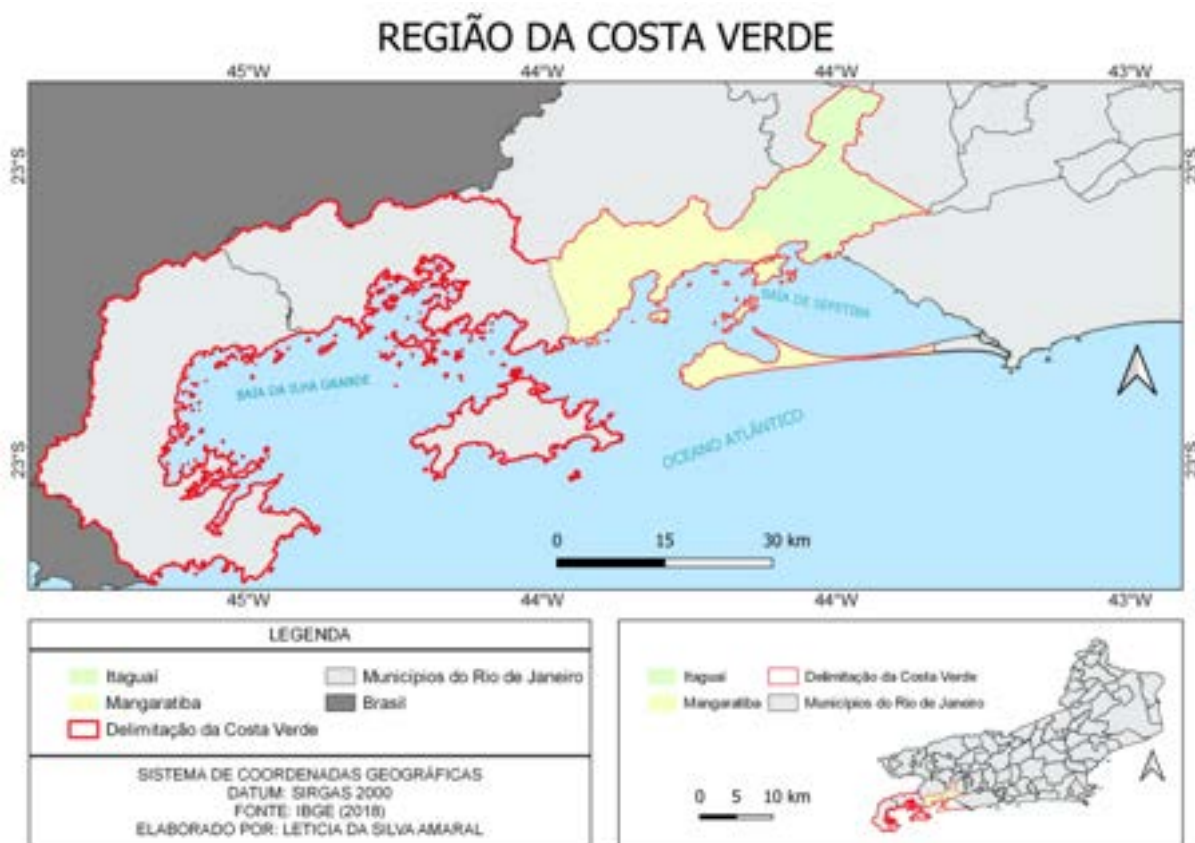 REGIÃO DA COSTA VERDE
45°W 44°W 44°W 43°W
23°S 23°S
BAÍA DE SEPETIBA
BAÍA DA ILHA GRANDE
OCEANO ATLÂNTICO
0 15 30 km
23°S 23°S
45°W 44°W 44°W 43°W
LEGENDA
Itaguaí Municípios do Rio de Janeiro
Mangaratiba Brasil
Delimitação da Costa Verde
SISTEMA DE COORDENADAS GEOGRÁFICAS
DATUM: SIRGAS 2000
FONTE: IBGE (2018)
ELABORADO POR: LETICIA DA SILVA AMARAL
Itaguaí Delimitação da Costa Verde
Mangaratiba Municípios do Rio de Janeiro
0 5 10 km